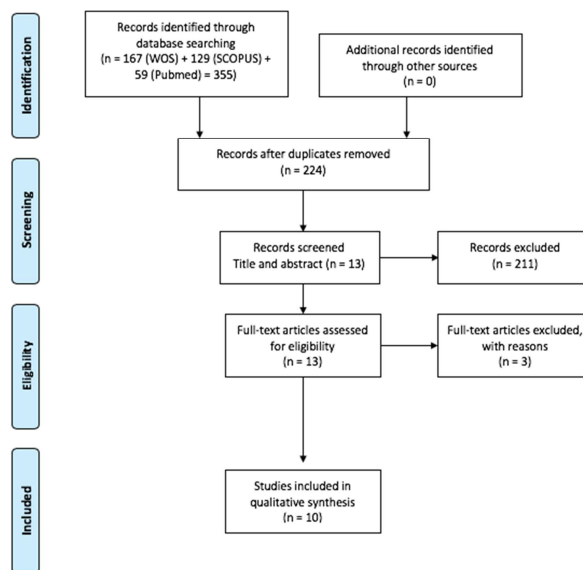 Identification
Records identified through
database searching
(n = 167 (WOS) + 129 (SCOPUS) +
59 (Pubmed) = 355)
Additional records identified
through other sources
(n = 0)
Records after duplicates removed
(n = 224)
Screening
Records screened
Title and abstract (n = 13)
Records excluded
(n = 211)
Eligibility
Full-text articles assessed
for eligibility
(n = 13)
Full-text articles excluded,
with reasons
(n = 3)
Included
Studies included in
qualitative synthesis
(n = 10)